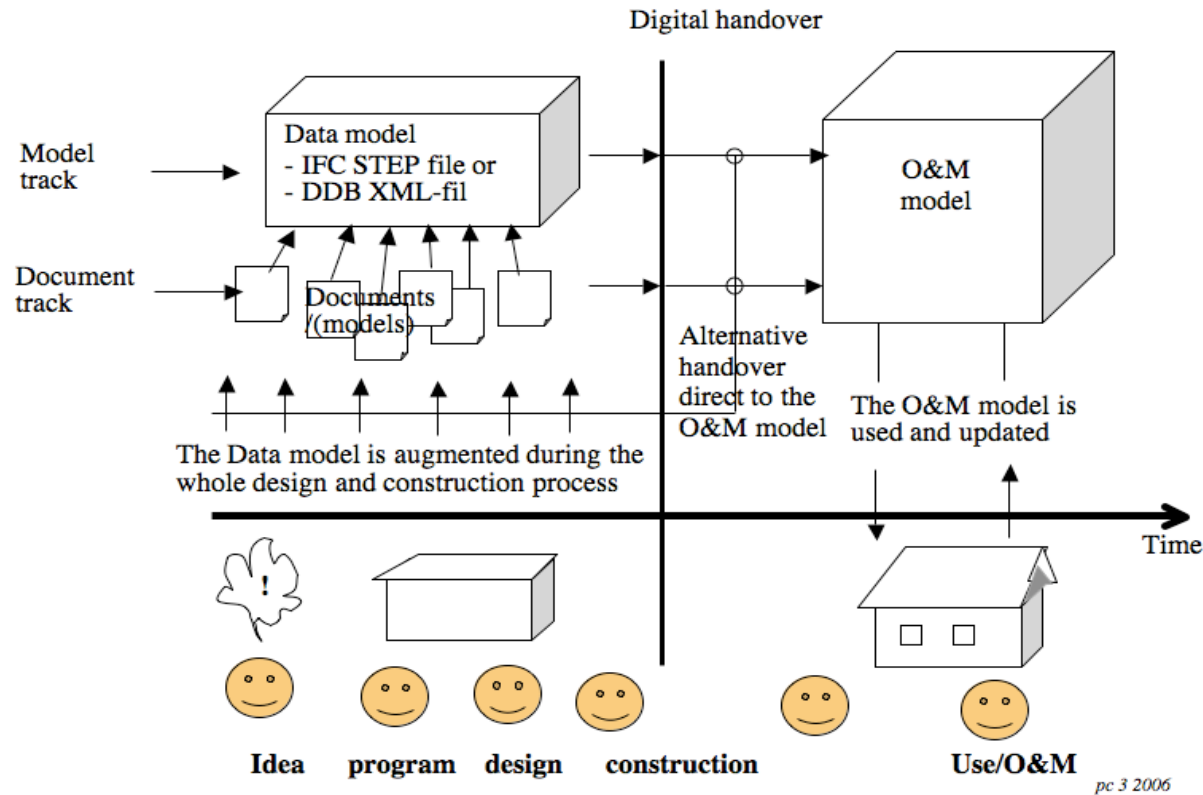 Digital handover
Model
track
Data model
- IFC STEP file or
- DDB XML-fil
O&M
model
Document
track
Documents
/(models)
Alternative
handover
direct to the
O&M model
The O&M model is
used and updated
The Data model is augmented during the
whole design and construction process
Time
!
Idea program design construction Use/O&M
pc 3 2006